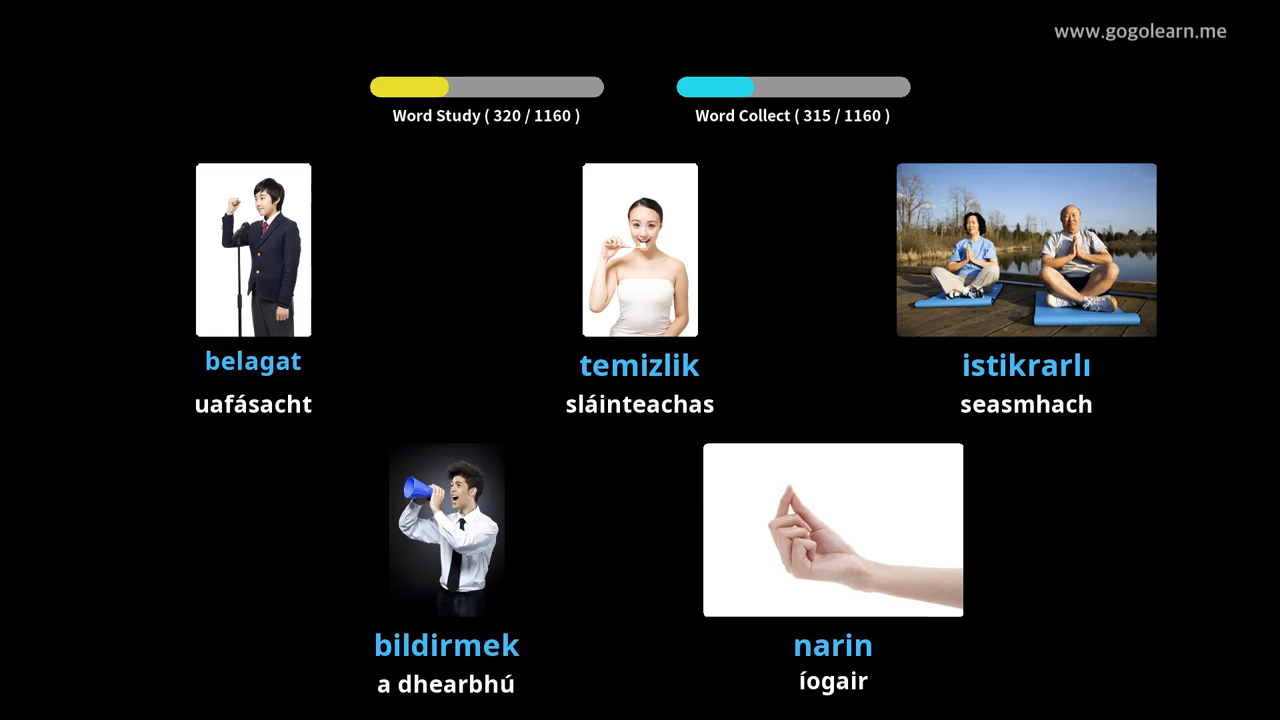 www.gogolearn.me
Word Study ( 320 / 1160 )
Word Collect ( 315 / 1160 )
belagat
uafásacht
temizlik
sláinteachas
istikrarlı
seasmhach
bildirmek
a dhearbhú
narin
íogair